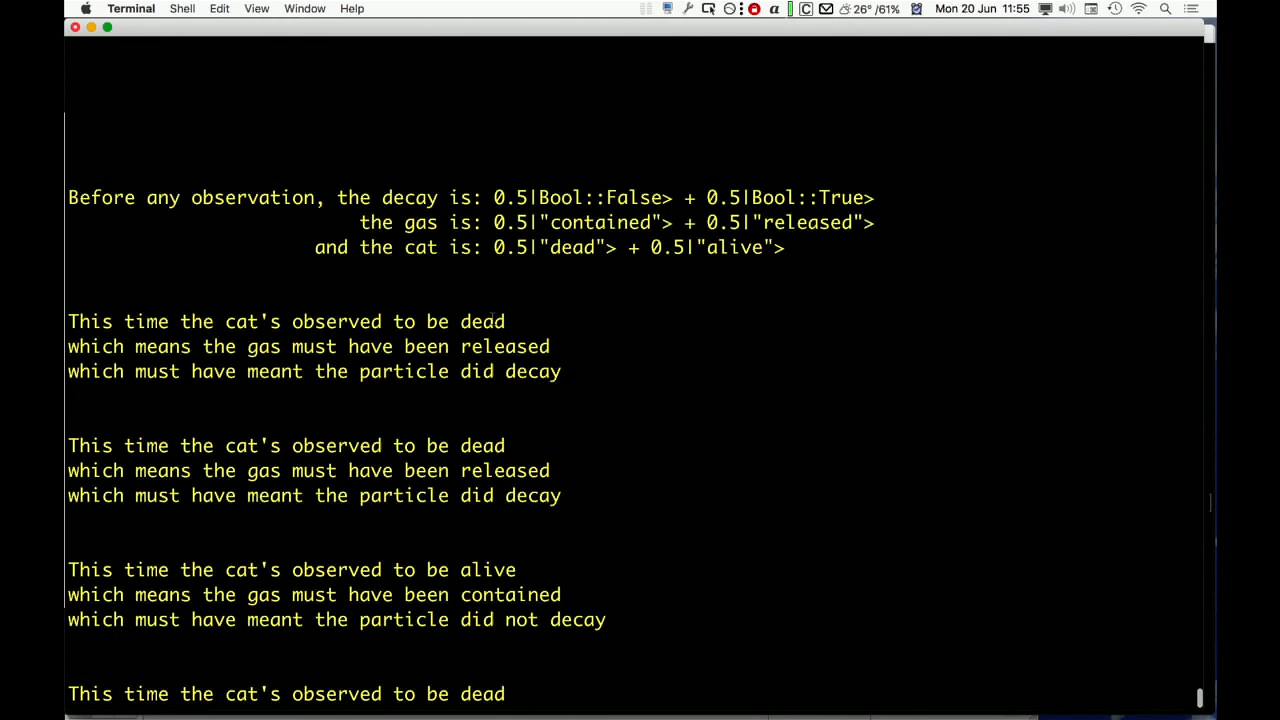 Terminal Shell Edit View Window Help 26°/61% Mon 20 Jun 11:55
Before any observation, the decay is: 0.5|Bool::False> + 0.5|Bool::True>
the gas is: 0.5|"contained"> + 0.5|"released">
and the cat is: 0.5|"dead"> + 0.5|"alive">
This time the cat's observed to be dead
which means the gas must have been released
which must have meant the particle did decay
This time the cat's observed to be dead
which means the gas must have been released
which must have meant the particle did decay
This time the cat's observed to be alive
which means the gas must have been contained
which must have meant the particle did not decay
This time the cat's observed to be dead